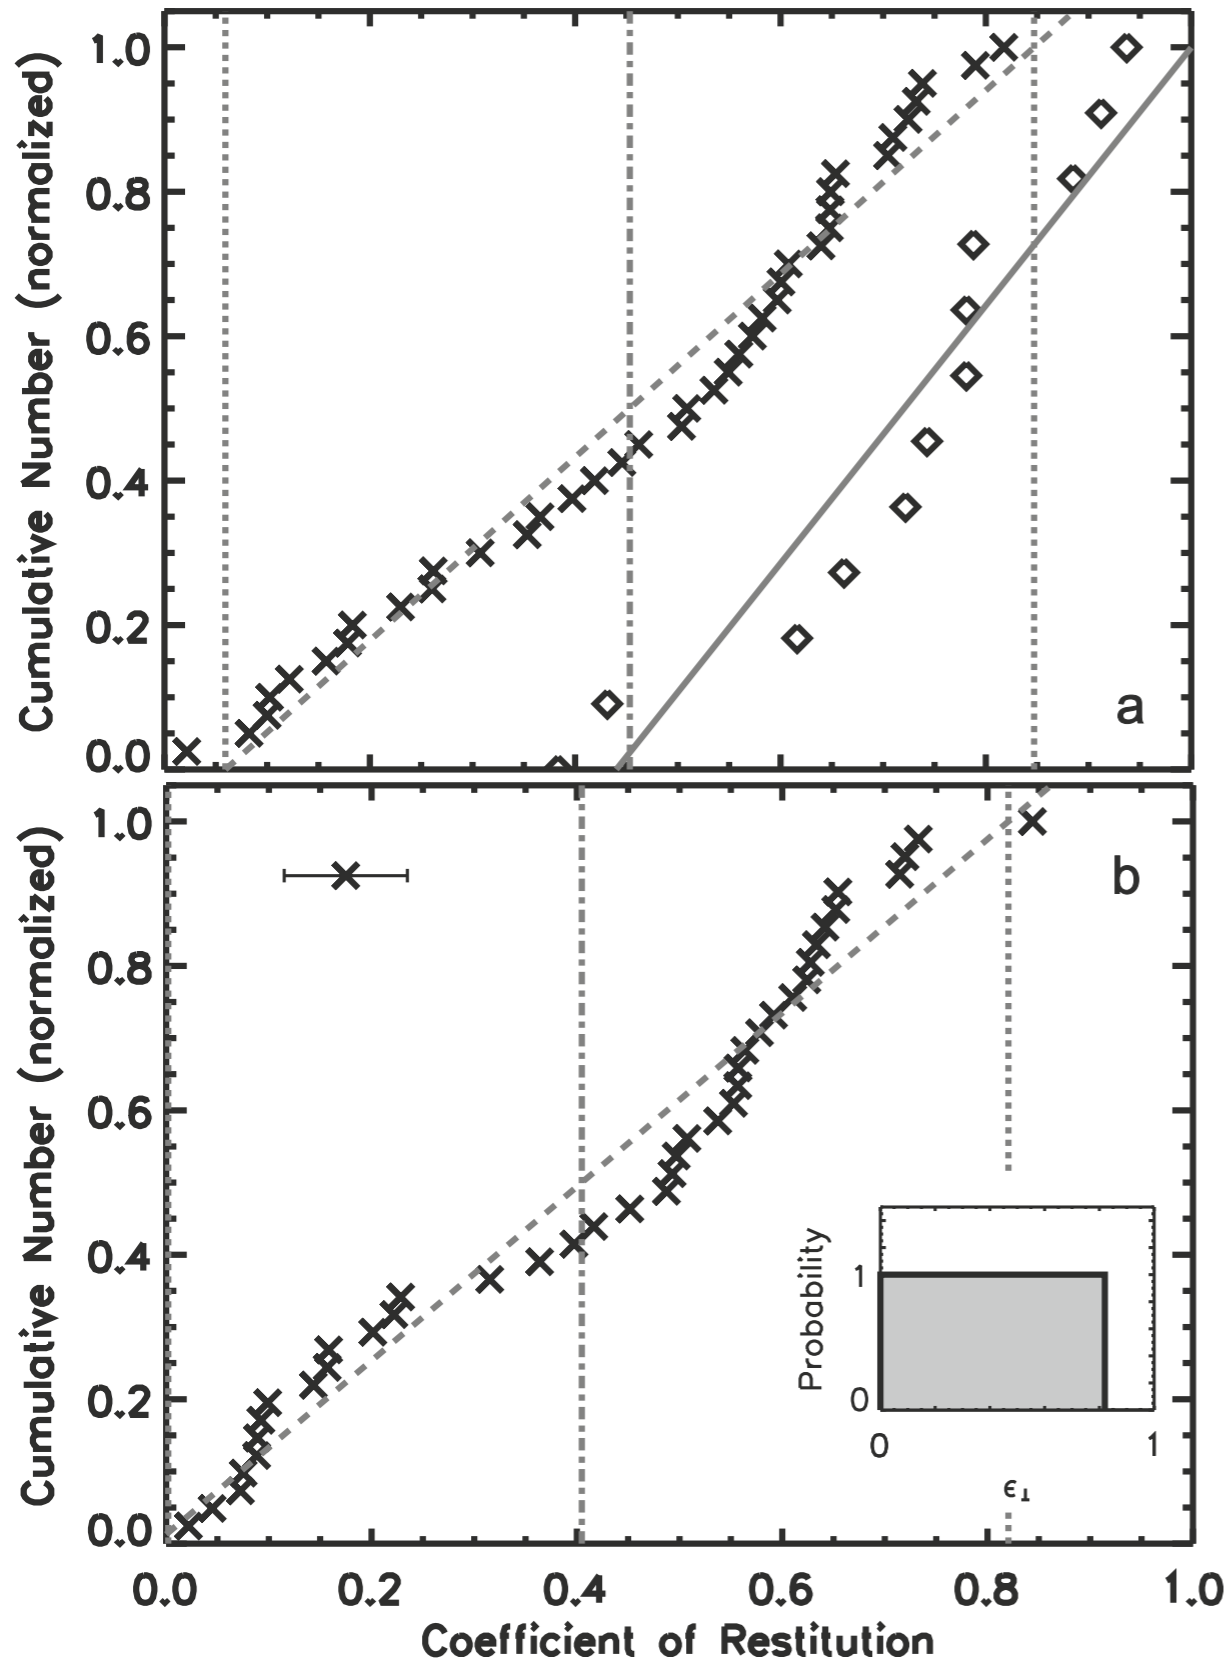 1.0
0.8
0.6
0.4
0.2
0.0
Cumulative Number (normalized)
a
1.0
0.8
0.6
0.4
0.2
0.0
Cumulative Number (normalized)
b
Probability
1
0
0 1
ϵ⊥
0.0 0.2 0.4 0.6 0.8 1.0
Coefficient of Restitution